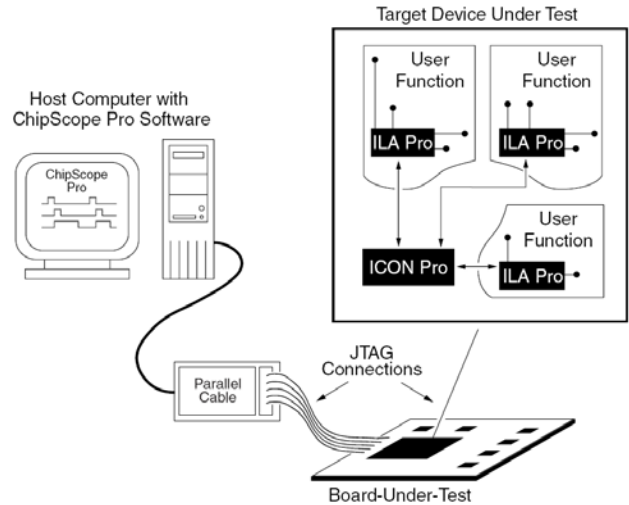 Target Device Under Test
User
Function
ILA Pro
User
Function
ILA Pro
Host Computer with
ChipScope Pro Software
ChipScope
Pro
User
Function
ICON Pro
ILA Pro
JTAG
Connections
Parallel
Cable
Board-Under-Test